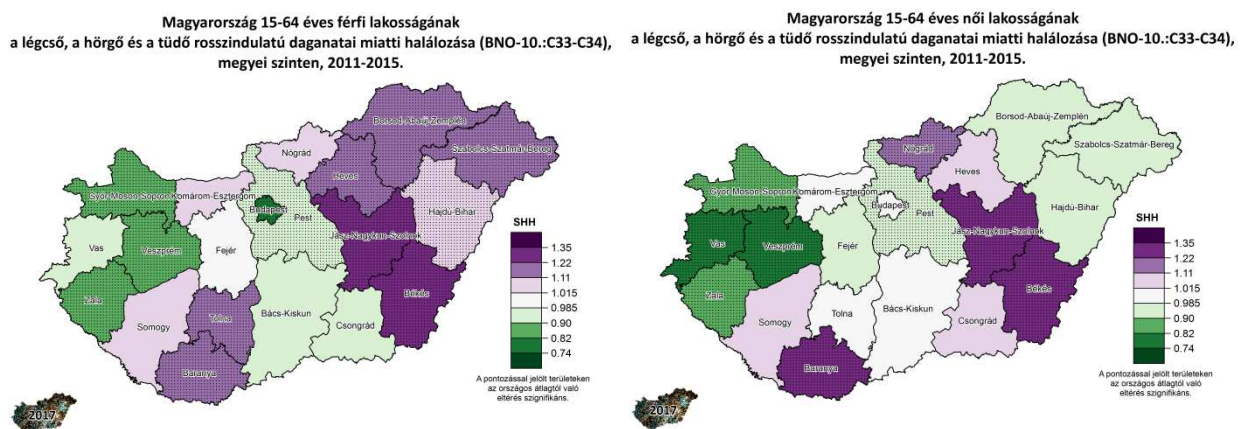 Magyarország 15-64 éves férfi lakosságának
a légcső, a hörgő és a tüdő rosszindulatú daganatai miatti halálozása (BNO-10.:C33-C34),
megyei szinten, 2011-2015.
Borsod-Abaúj-Zemplén
Szabolcs-Szatmár-Bereg
Nógrád
Heves
Győr-Moson-Sopron
Komárom-Esztergom
Budapest
Pest
Hajdú-Bihar
Jász-Nagykun-Szolnok
Vas
Veszprém
Fejér
Zala
Békés
Somogy
Tolna
Bács-Kiskun
Csongrád
Baranya
SHH
1.35
1.22
1.11
1.015
0.985
0.90
0.82
0.74
A pontozással jelölt területeken
az országos átlagtól való
eltérés szignifikáns.
2017
Magyarország 15-64 éves női lakosságának
a légcső, a hörgő és a tüdő rosszindulatú daganatai miatti halálozása (BNO-10.:C33-C34),
megyei szinten, 2011-2015.
Borsod-Abaúj-Zemplén
Szabolcs-Szatmár-Bereg
Nógrád
Heves
Győr-Moson-Sopron
Komárom-Esztergom
Budapest
Pest
Hajdú-Bihar
Jász-Nagykun-Szolnok
Vas
Veszprém
Fejér
Zala
Békés
Somogy
Tolna
Bács-Kiskun
Csongrád
Baranya
SHH
1.35
1.22
1.11
1.015
0.985
0.90
0.82
0.74
A pontozással jelölt területeken
az országos átlagtól való
eltérés szignifikáns.
2017